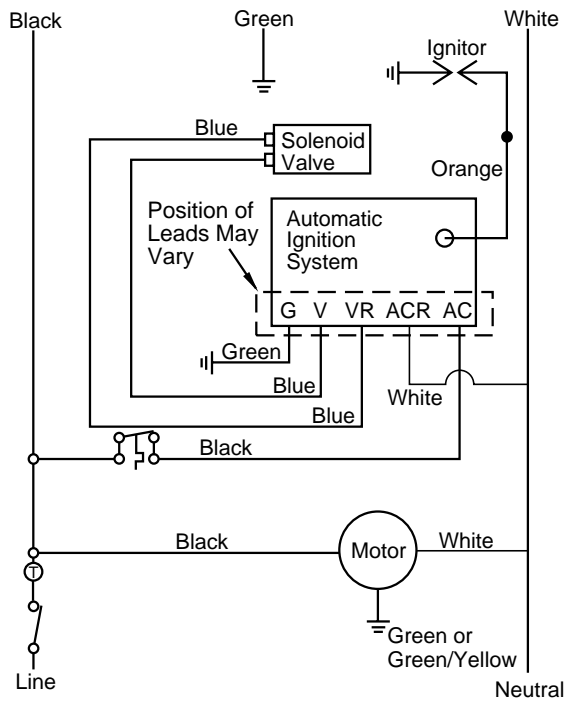 Black
Green
White
Ignitor
Blue
Solenoid
Valve
Orange
Position of
Leads May
Vary
Automatic
Ignition
System
G V VR ACR AC
Green
Blue
White
Blue
Black
Black
Motor
White
T
Green or
Green/Yellow
Line
Neutral